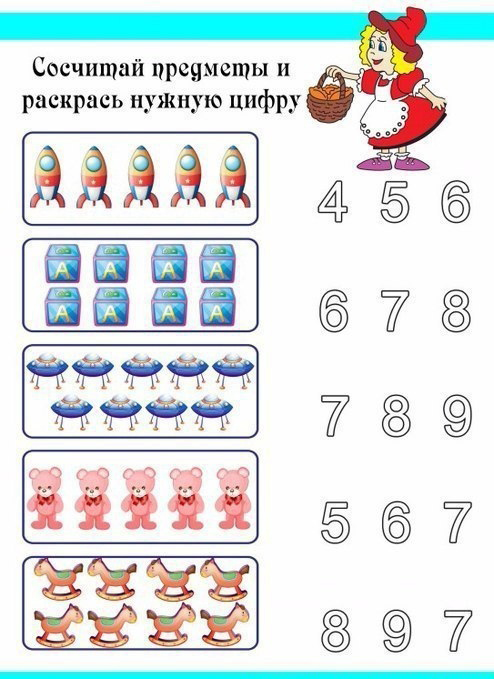 Сосчитай предметы и
раскрась нужную цифру
4 5 6
A A A A
A A A A
6 7 8
7 8 9
5 6 7
8 9 7